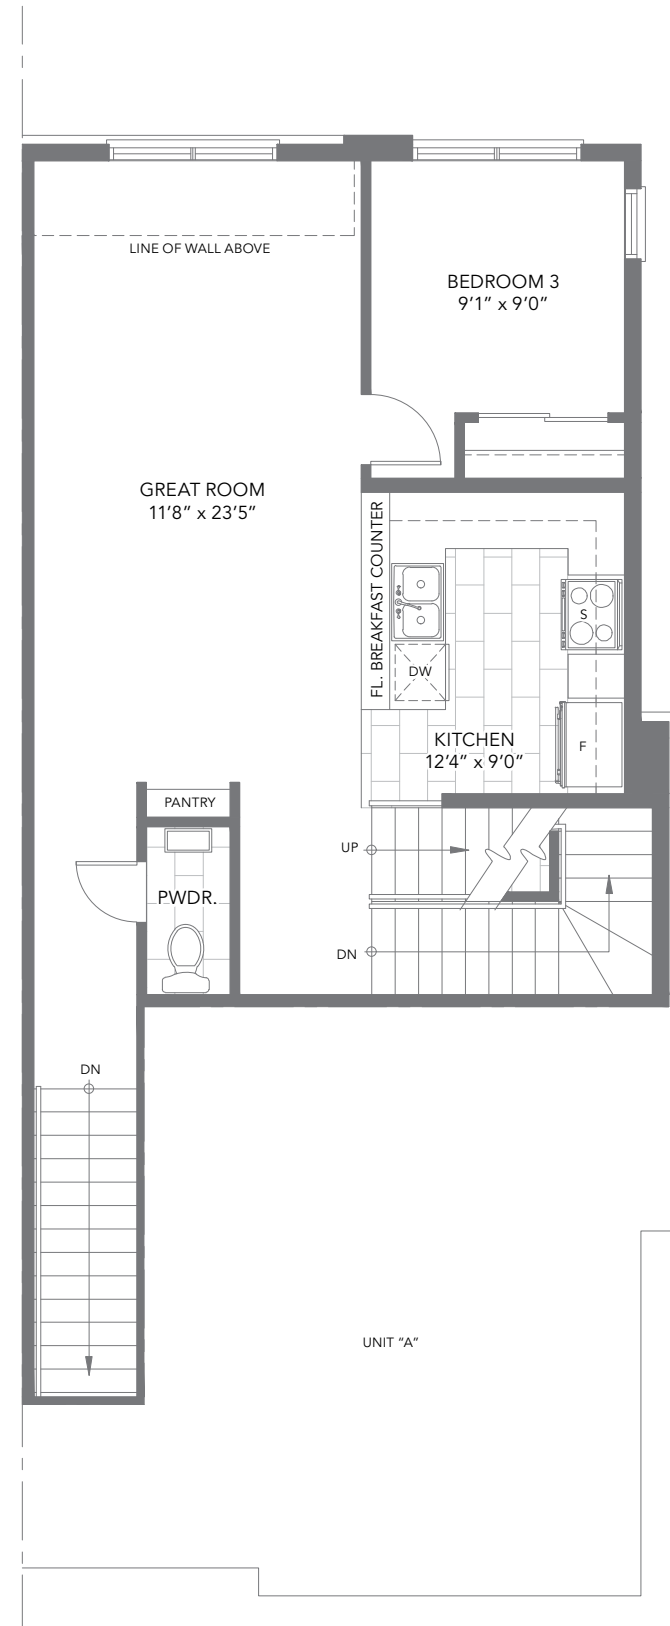 LINE OF WALL ABOVE
BEDROOM 3
9’1” x 9’0”
GREAT ROOM
11’8” x 23’5”
FL. BREAKFAST COUNTER
S
DW
KITCHEN
12’4” x 9’0”
F
PANTRY
UP
PWDR.
DN
DN
UNIT “A”